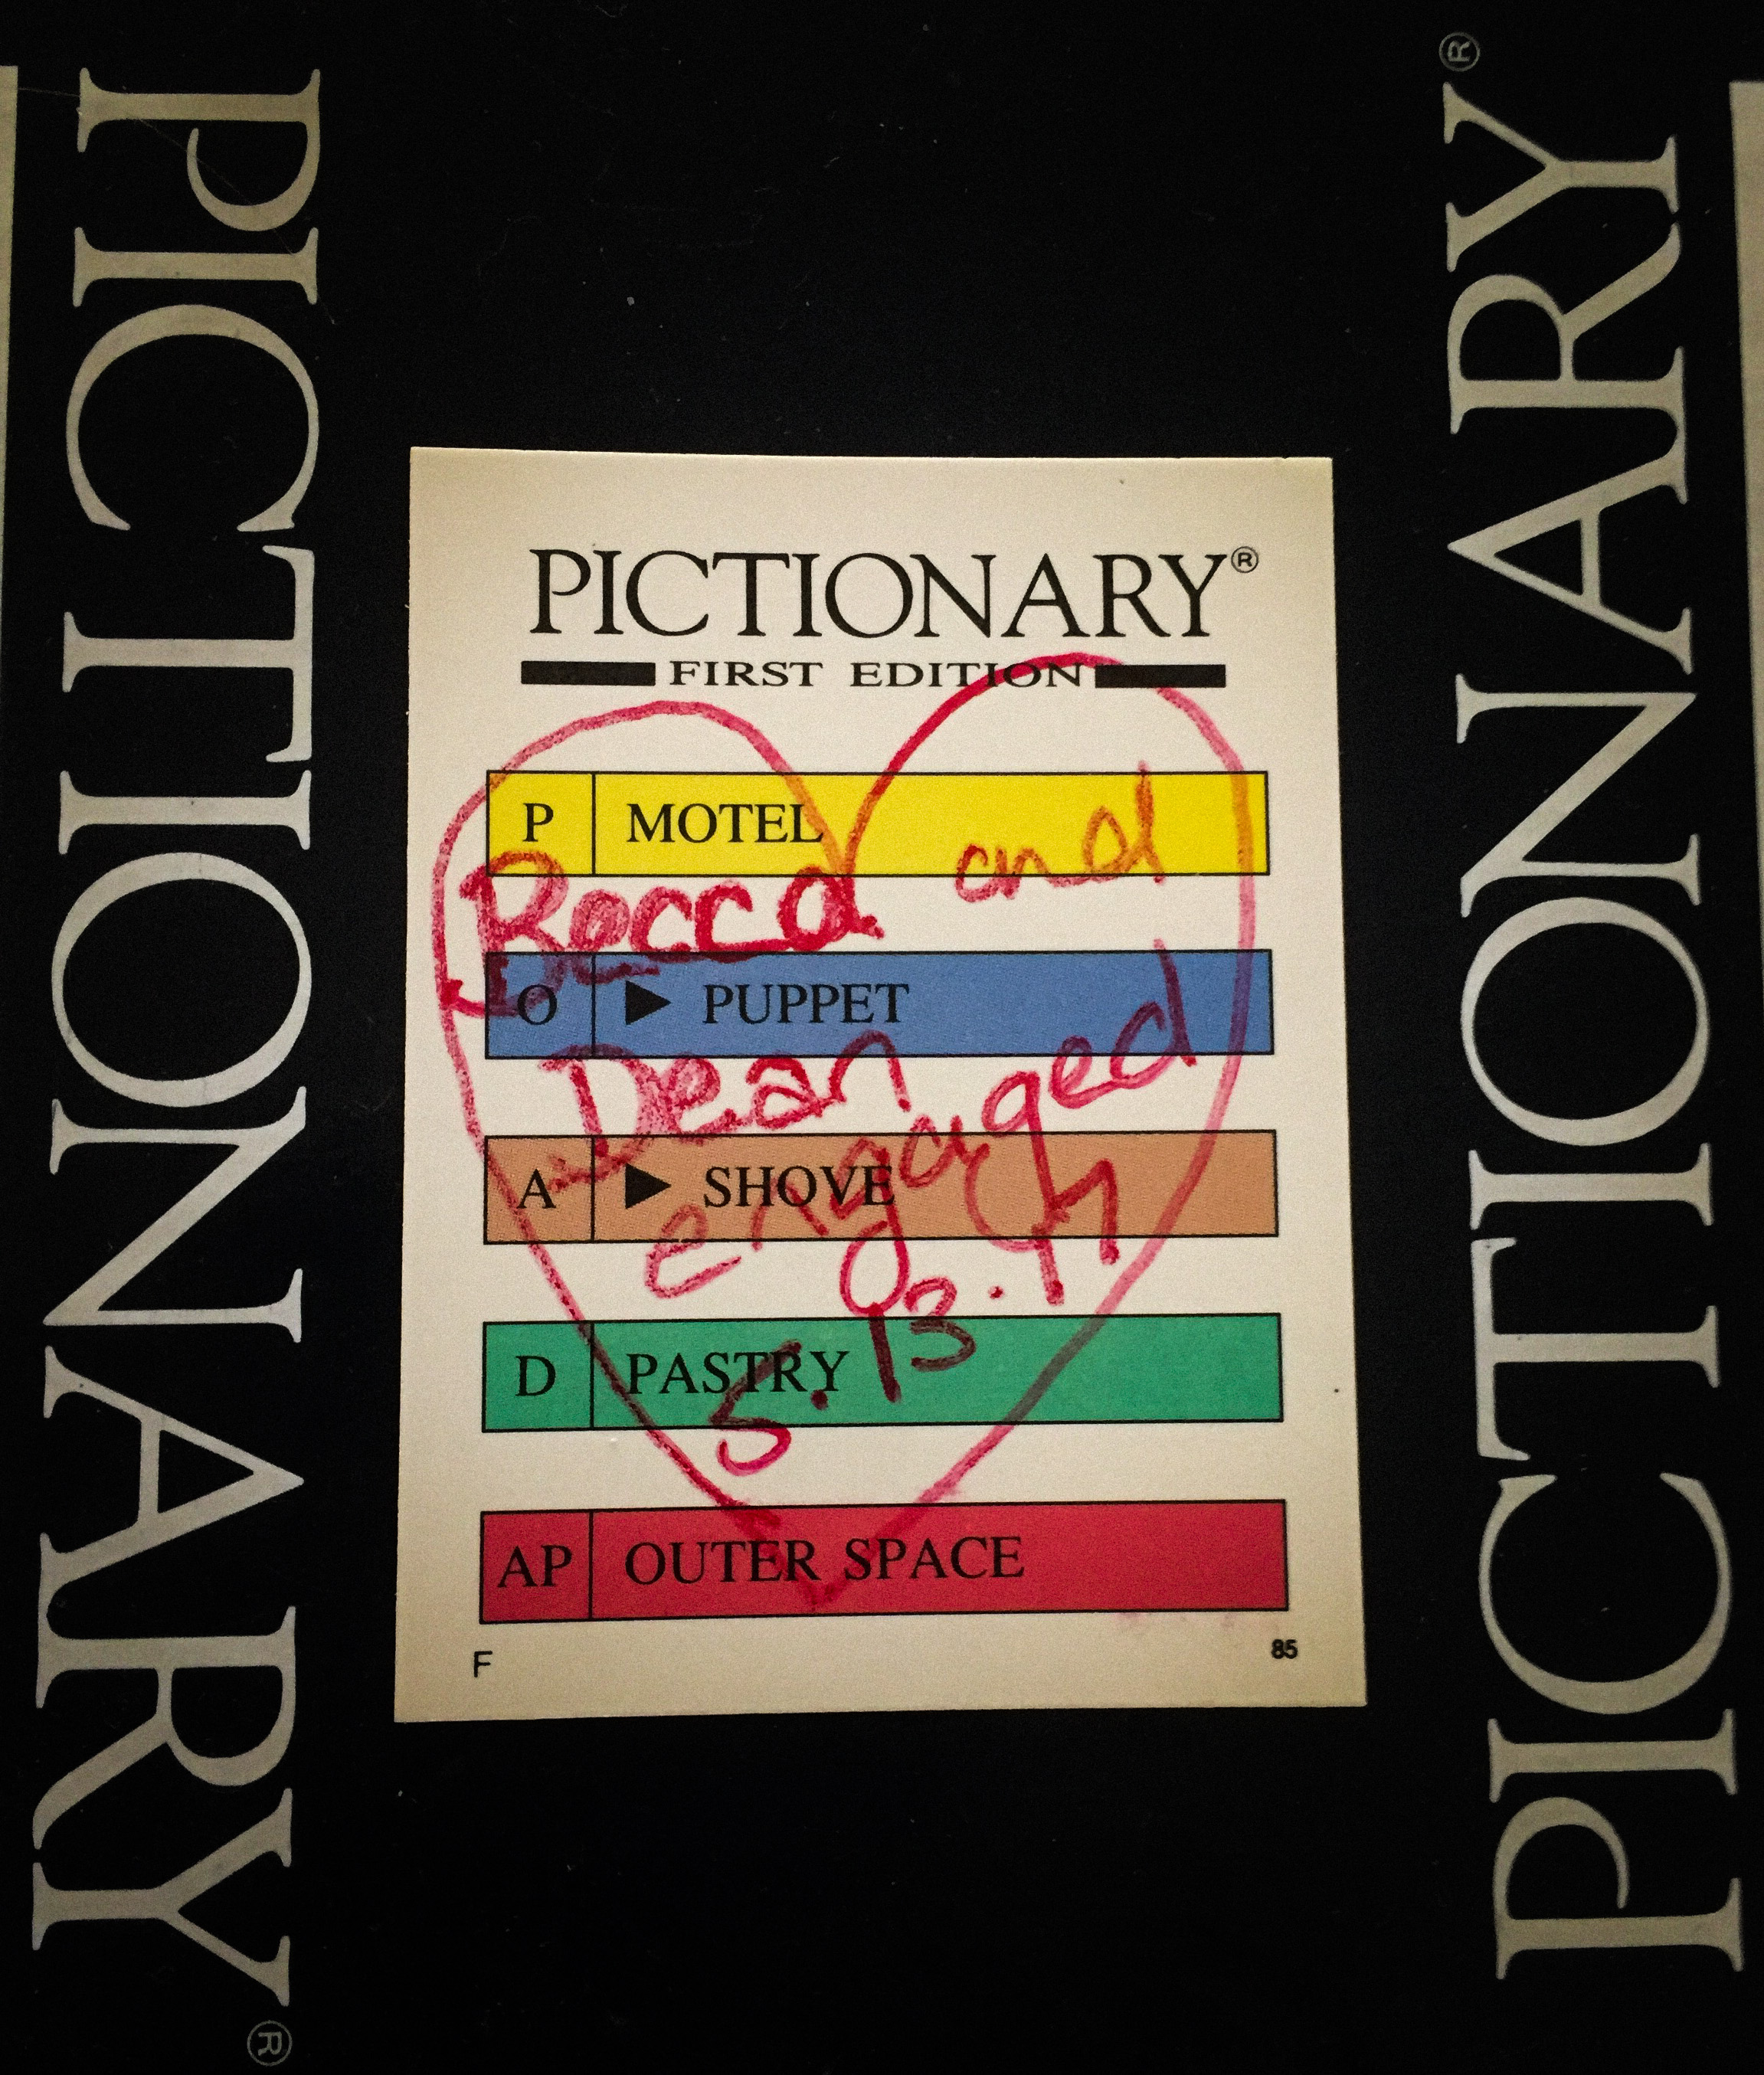 PICTIONARY®
PICTIONARY®
PICTIONARY®
FIRST EDITION
P MOTEL
Becca and
O ▶ PUPPET
Dean
engaged
A ▶ SHOVE
5.13.
D PASTRY
AP OUTER SPACE
F 85